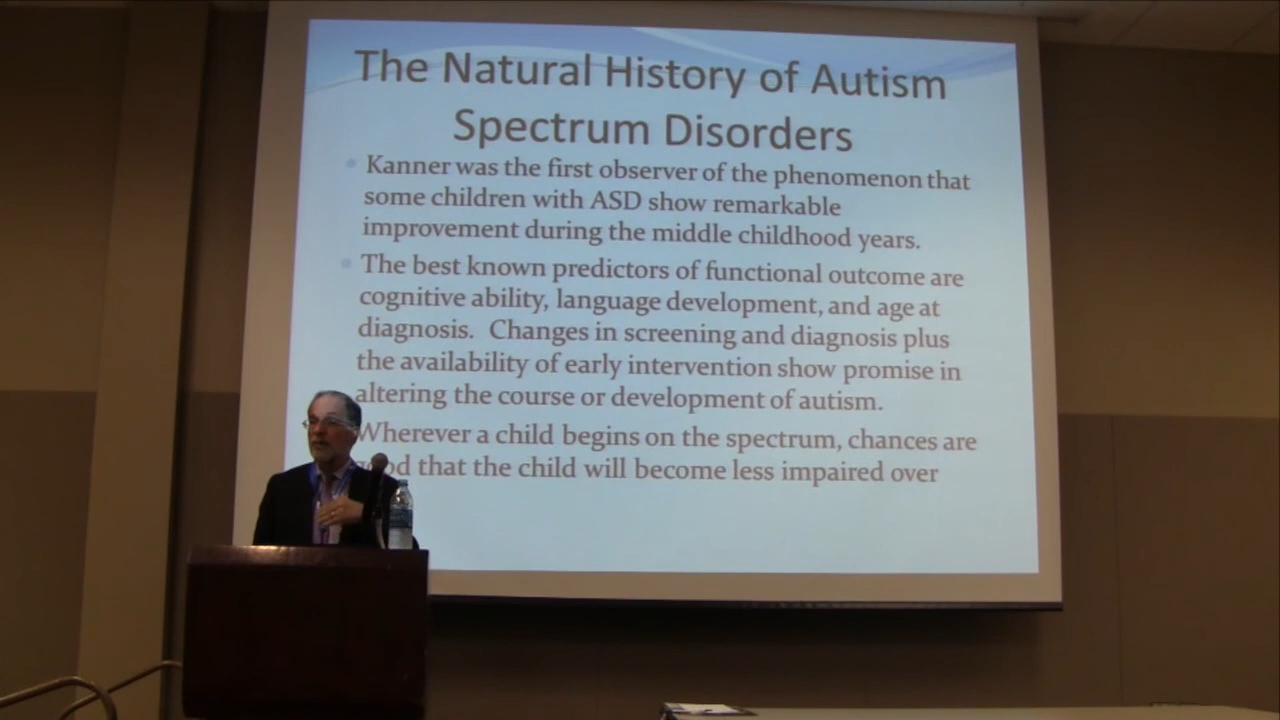 The Natural History of Autism
Spectrum Disorders
Kanner was the first observer of the phenomenon that
some children with ASD show remarkable
improvement during the middle childhood years.
The best known predictors of functional outcome are
cognitive ability, language development, and age at
diagnosis. Changes in screening and diagnosis plus
the availability of early intervention show promise in
altering the course or development of autism.
Wherever a child begins on the spectrum, chances are
good that the child will become less impaired over